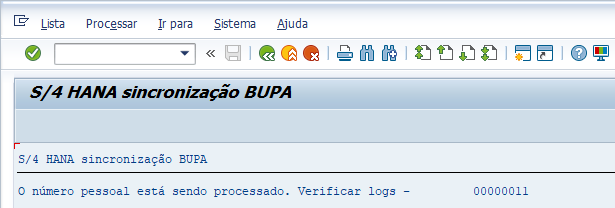 Lista Processar Ir para Sistema Ajuda
S/4 HANA sincronização BUPA
S/4 HANA sincronização BUPA
O número pessoal está sendo processado. Verificar logs - 00000011